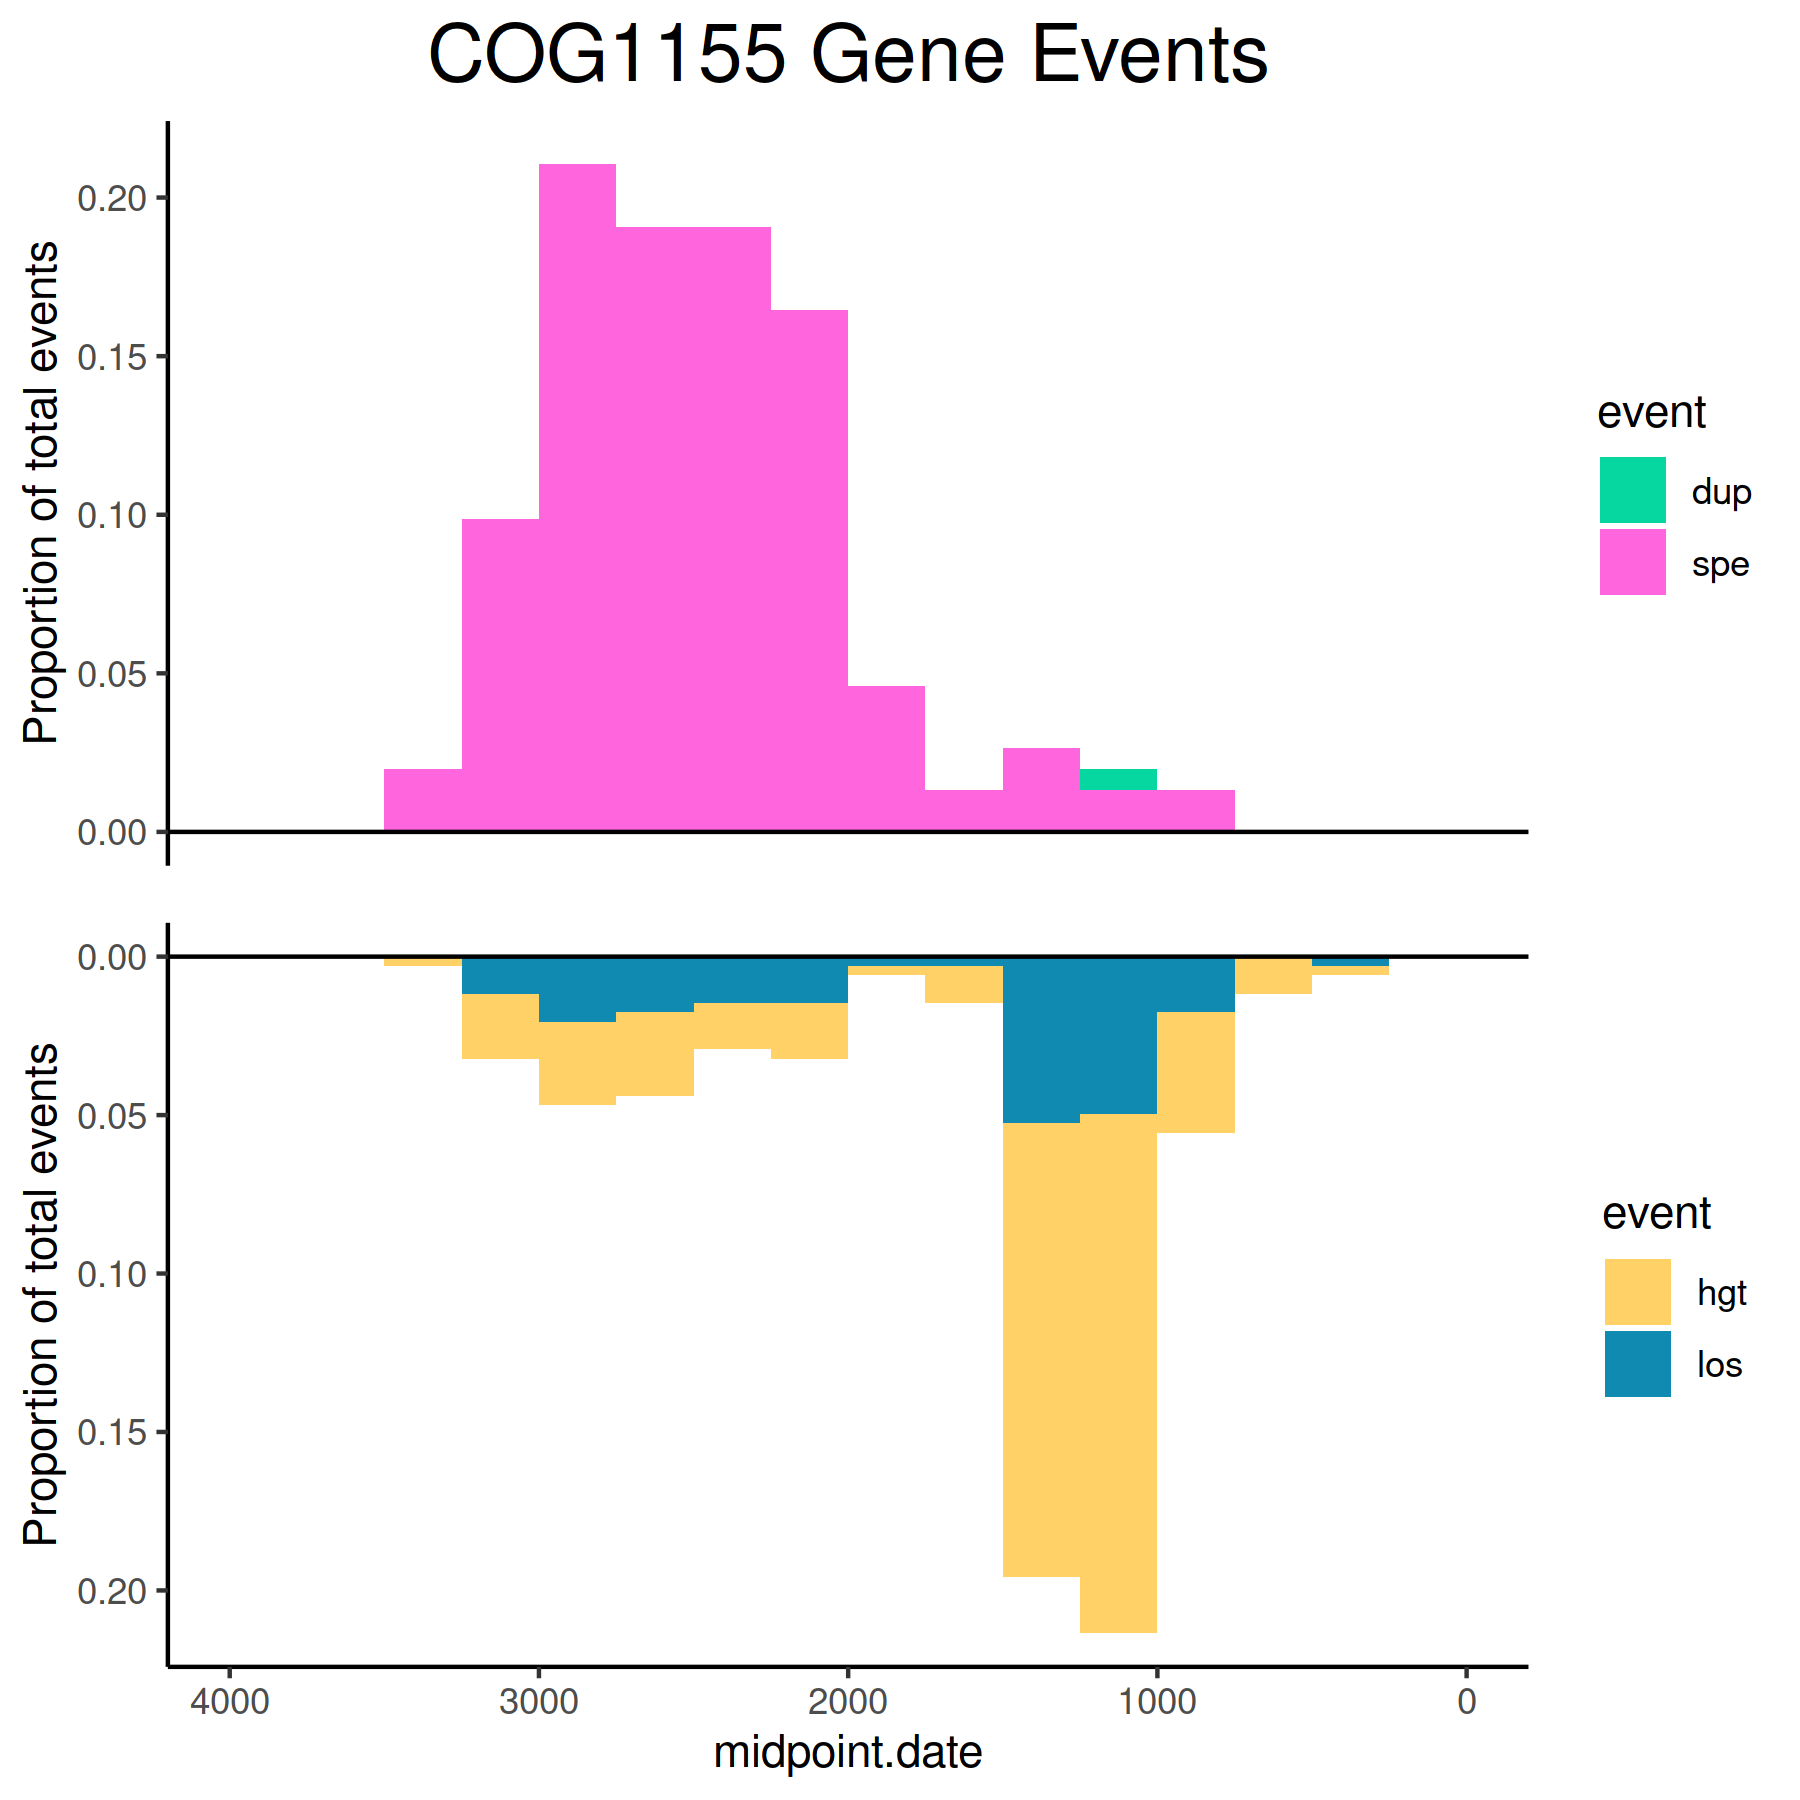 COG1155 Gene Events
Proportion of total events
0.20
0.15
0.10
0.05
0.00
event
dup
spe
Proportion of total events
0.00
0.05
0.10
0.15
0.20
event
hgt
los
4000 3000 2000 1000 0
midpoint.date